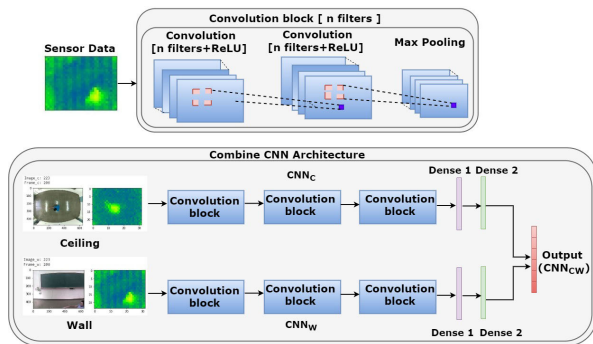 Convolution block [ n filters ]
Sensor Data
Convolution
[n filters+ReLU]
Convolution
[n filters+ReLU]
Max Pooling
Combine CNN Architecture
CNN_C
Dense 1 Dense 2
Convolution
block
Convolution
block
Convolution
block
Ceiling
Output
(CNN_CW)
Convolution
block
Convolution
block
Convolution
block
Wall
CNN_W
Dense 1 Dense 2